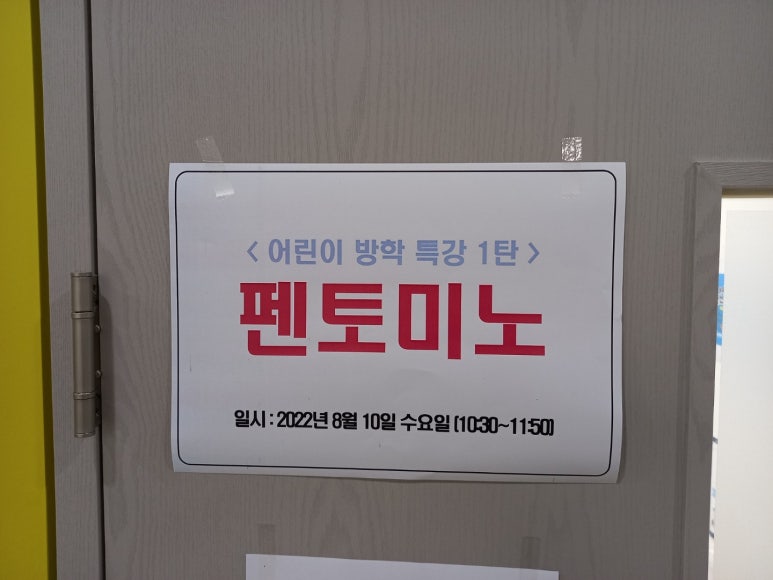 < 어린이 방학 특강 1탄 >
펜토미노
일시 : 2022년 8월 10일 수요일 (10:30~11:50)